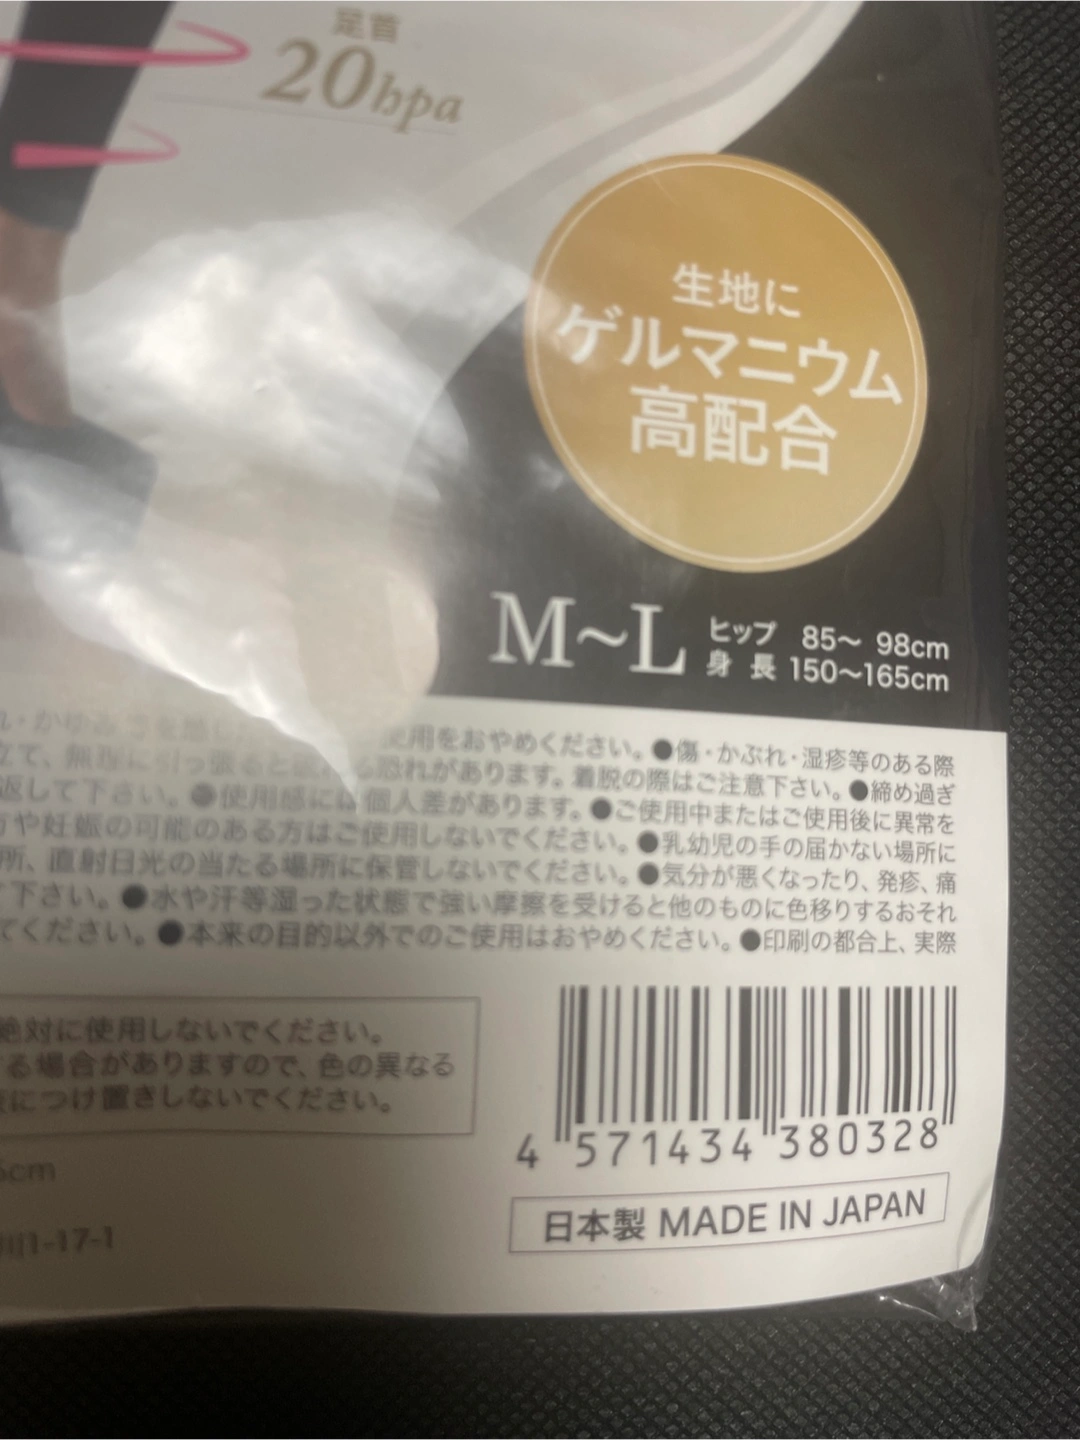 足首
20hpa
生地に
ゲルマニウム
高配合
M~L
ヒップ 85~ 98cm
身長 150~165cm
使用をおやめください。●傷・かぶれ・湿疹等のある際
恐れがあります。着脱の際はご注意下さい。●締め過ぎ
返して下さい。●使用感には個人差があります。●ご使用中またはご使用後に異常を
方や妊娠の可能のある方はご使用しないでください。●乳幼児の手の届かない場所に
所、直射日光の当たる場所に保管しないでください。●気分が悪くなったり、発疹、痛
て下さい。●水や汗等湿った状態で強い摩擦を受けると他のものに色移りするおそれ
てください。●本来の目的以外でのご使用はおやめください。●印刷の都合上、実際
絶対に使用しないでください。
する場合がありますので、色の異なる
につけ置きしないでください。
5cm
1-17-1
4 571434 380328
日本製 MADE IN JAPAN